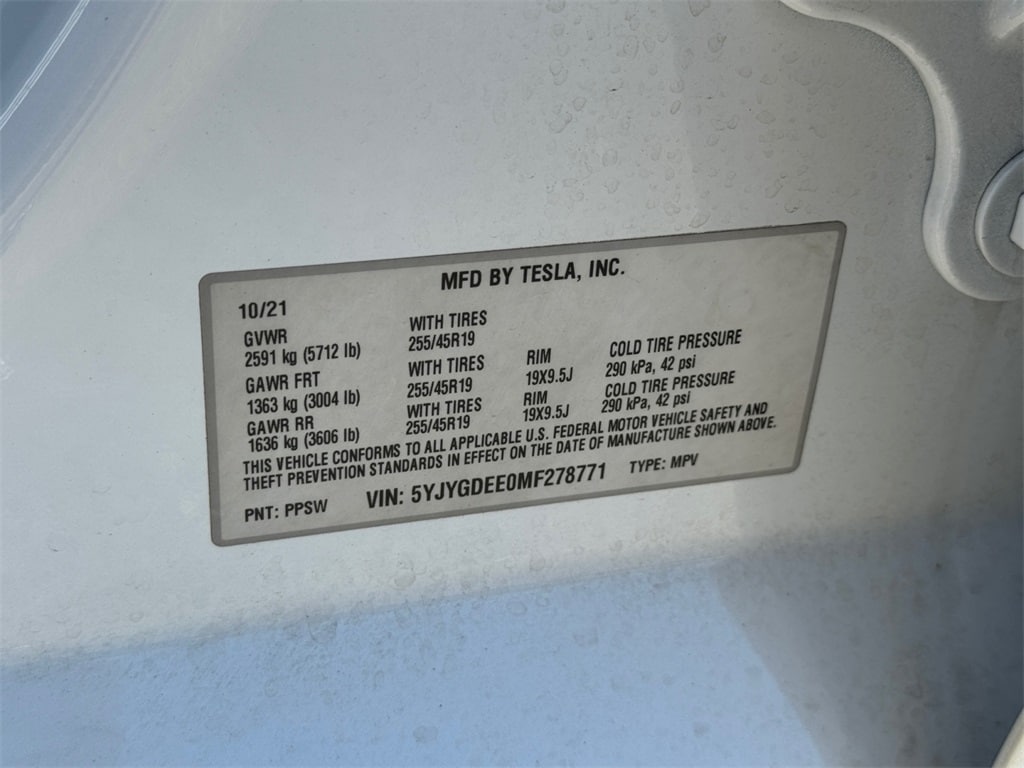 MFD BY TESLA, INC.
10/21
GVWR WITH TIRES
2591 kg (5712 lb) 255/45R19
GAWR FRT WITH TIRES RIM COLD TIRE PRESSURE
1363 kg (3004 lb) 255/45R19 19X9.5J 290 kPa, 42 psi
GAWR RR WITH TIRES RIM COLD TIRE PRESSURE
1636 kg (3606 lb) 255/45R19 19X9.5J 290 kPa, 42 psi
THIS VEHICLE CONFORMS TO ALL APPLICABLE U.S. FEDERAL MOTOR VEHICLE SAFETY AND
THEFT PREVENTION STANDARDS IN EFFECT ON THE DATE OF MANUFACTURE SHOWN ABOVE.
PNT: PPSW VIN: 5YJYGDEE0MF278771 TYPE: MPV